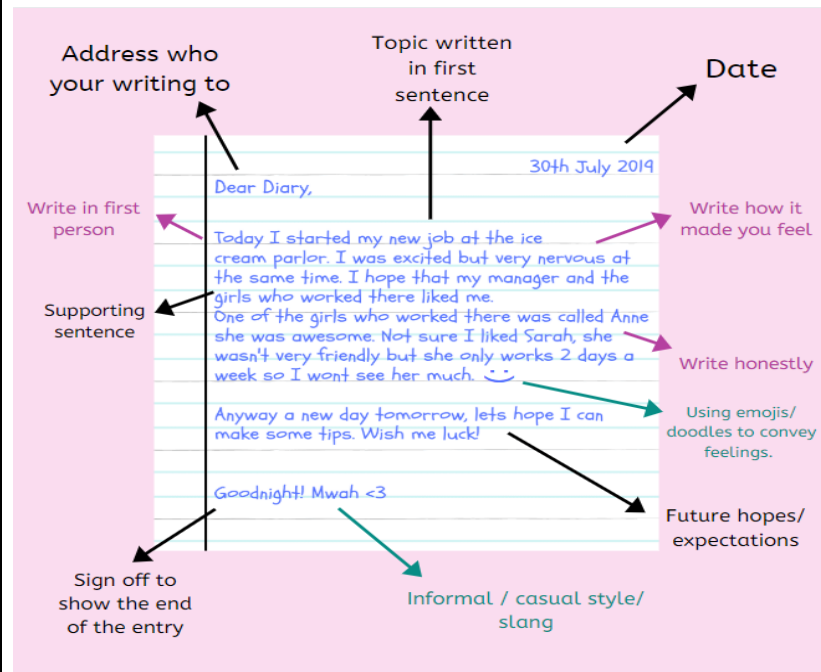 Address who
your writing to
Topic written
in first
sentence
Date
30th July 2019
Dear Diary,
Write in first
person
Write how it
made you feel
Today I started my new job at the ice
cream parlor. I was excited but very nervous at
the same time. I hope that my manager and the
girls who worked there liked me.
One of the girls who worked there was called Anne
she was awesome. Not sure I liked Sarah, she
wasn't very friendly but she only works 2 days a
week so I wont see her much.
Supporting
sentence
Write honestly
Using emojis/
doodles to convey
feelings.
Anyway a new day tomorrow, lets hope I can
make some tips. Wish me luck!
Goodnight! Mwah <3
Future hopes/
expectations
Sign off to
show the end
of the entry
Informal / casual style/
slang